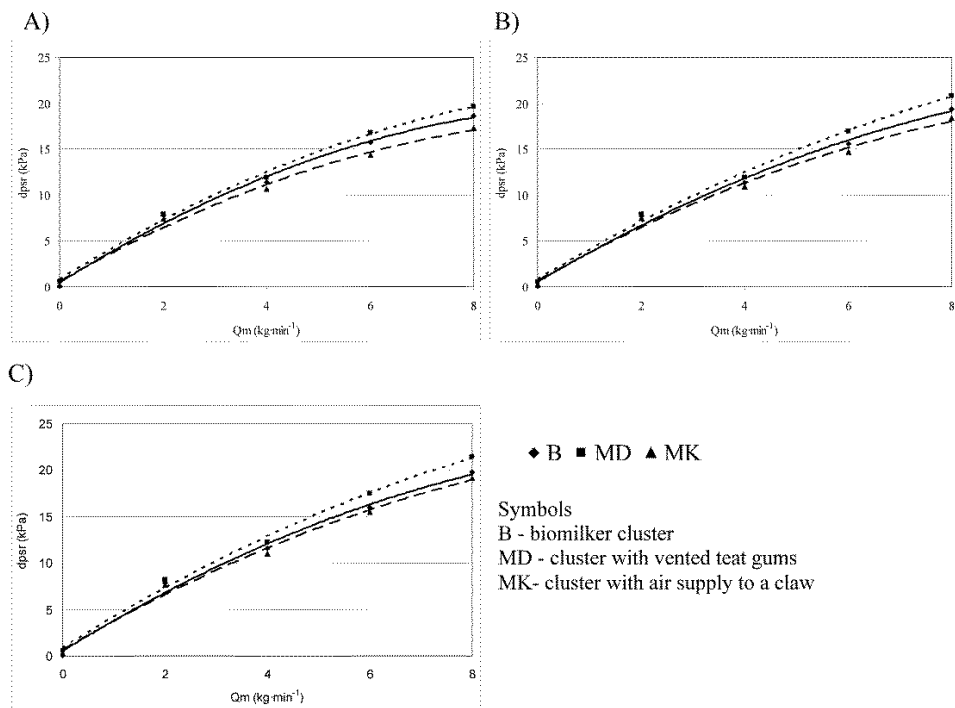 A)
25
20
15
10
5
0
dpsr (kPa)
0 2 4 6 8
Qm (kg·min⁻¹)
B)
25
20
15
10
5
0
dpsr (kPa)
0 2 4 6 8
Qm (kg·min⁻¹)
C)
25
20
15
10
5
0
dpsr (kPa)
0 2 4 6 8
Qm (kg·min⁻¹)
B MD MK
Symbols
B - biomilker cluster
MD - cluster with vented teat gums
MK- cluster with air supply to a claw